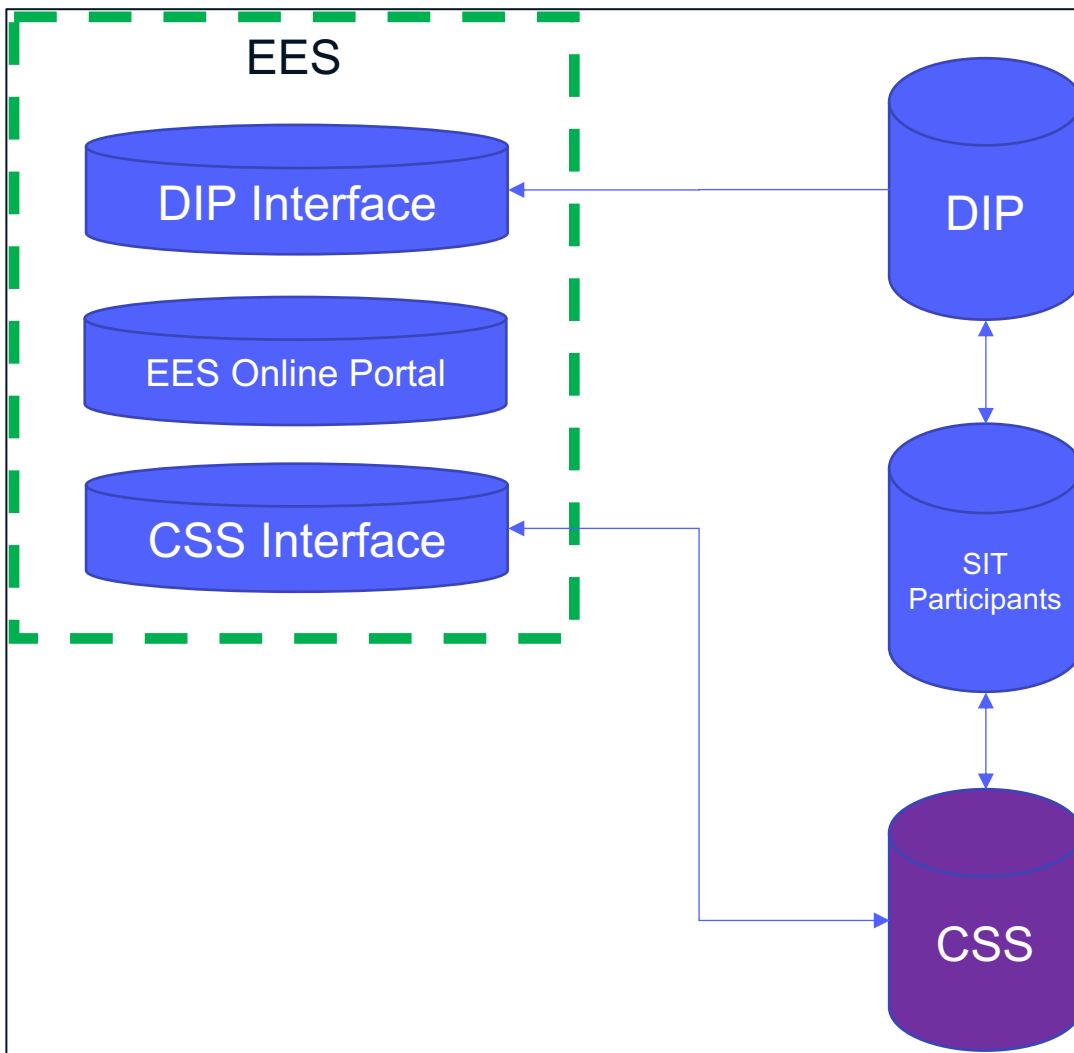 EES
DIP Interface
DIP
EES Online Portal
CSS Interface
SIT
Participants
CSS